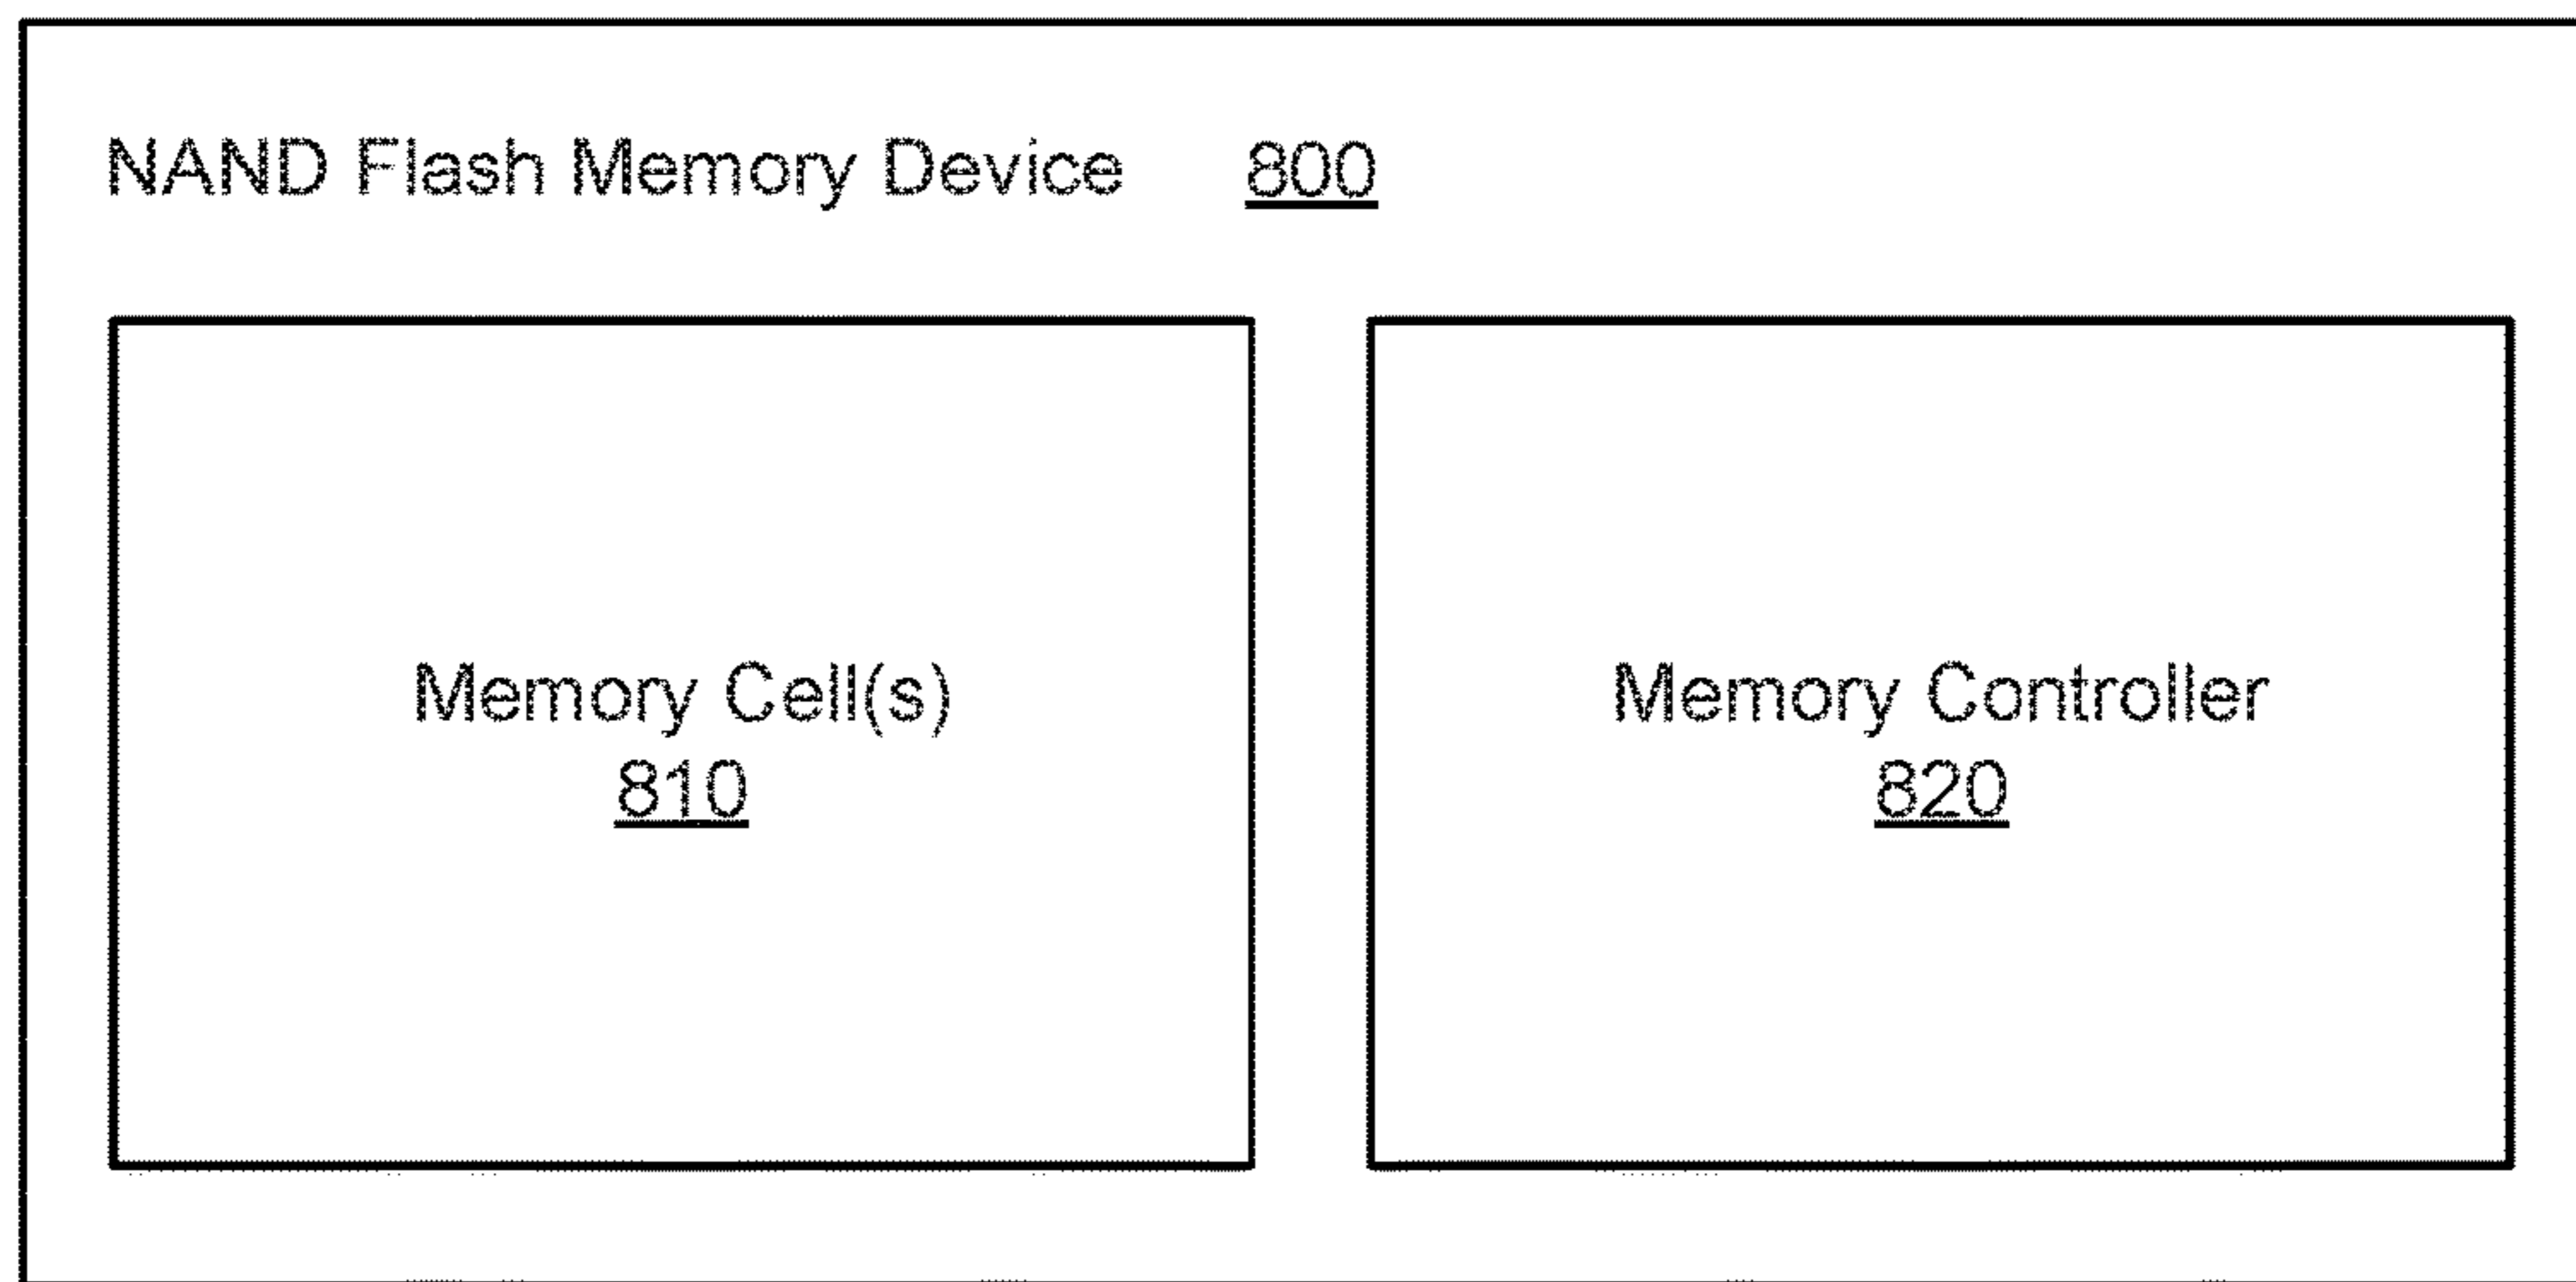 NAND Flash Memory Device 800
Memory Cell(s)
810
Memory Controller
820